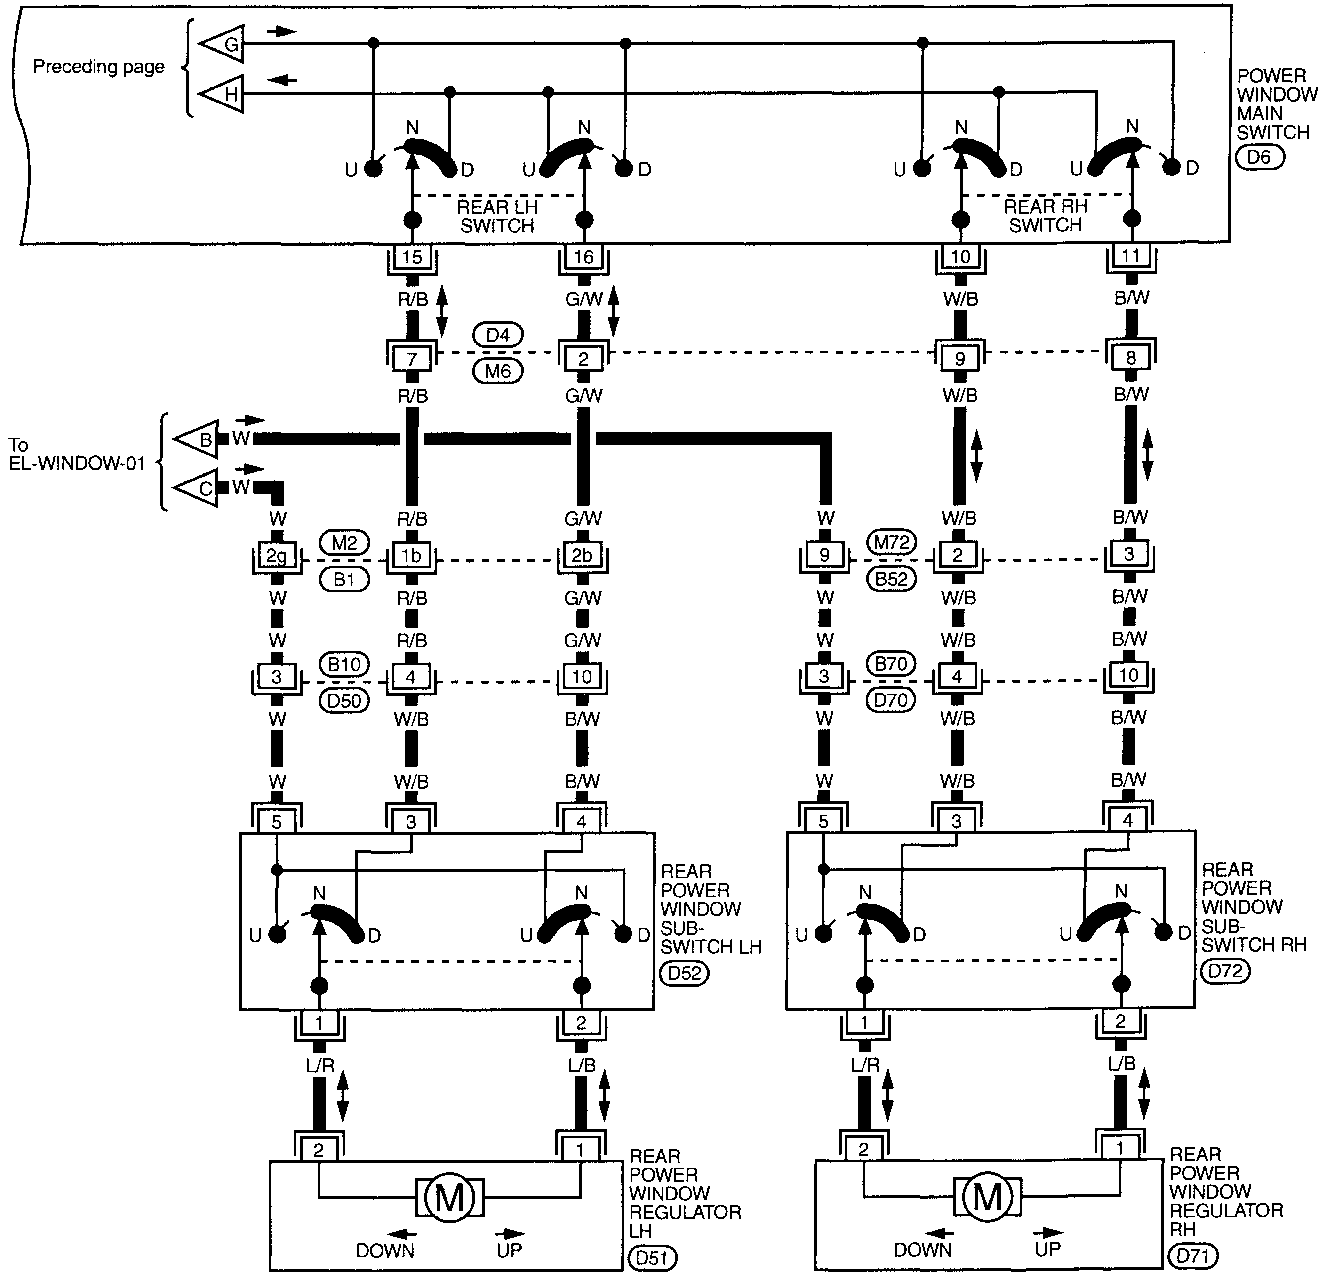 G
Preceding page
H
POWER
WINDOW
MAIN
SWITCH
D6
N N N N
U D U D U D U D
REAR LH
SWITCH
REAR RH
SWITCH
15 16 10 11
R/B G/W W/B B/W
D4
7 2 9 8
M6
R/B G/W W/B B/W
To
EL-WINDOW-01
B W
C W
W R/B G/W W W/B B/W
M2 M72
2g 1b 2b 9 2 3
B1 B52
W R/B G/W W W/B B/W
W R/B G/W W W/B B/W
B10 B70
3 4 10 3 4 10
D50 D70
W W/B B/W W W/B B/W
W W/B B/W W W/B B/W
5 3 4 5 3 4
N N N N
U D U D U D U D
REAR
POWER
WINDOW
SUB-
SWITCH LH
D52
REAR
POWER
WINDOW
SUB-
SWITCH RH
D72
1 2 1 2
L/R L/B L/R L/B
2 1 2 1
M M
DOWN UP DOWN UP
REAR
POWER
WINDOW
REGULATOR
LH
D51
REAR
POWER
WINDOW
REGULATOR
RH
D71